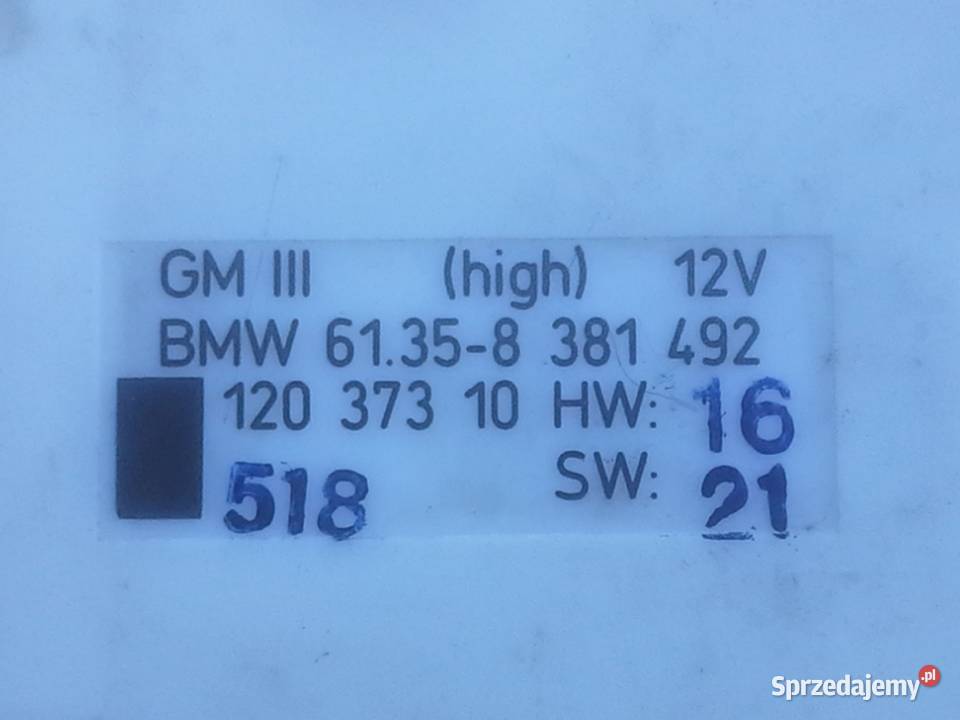 GM III (high) 12V
BMW 61.35-8 381 492
120 373 10 HW: 16
518 SW: 21
Sprzedajemy.pl